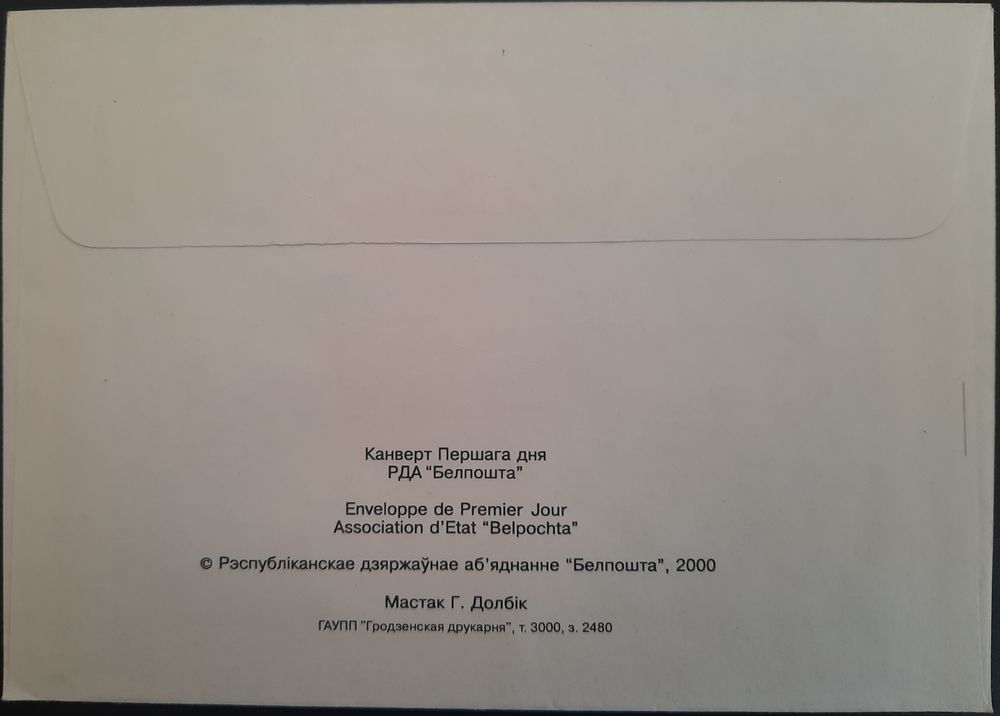 Канверт Першага дня
РДА "Белпошта"
Enveloppe de Premier Jour
Association d'Etat "Belpochta"
© Рэспубліканскае дзяржаўнае аб'яднанне "Белпошта", 2000
Мастак Г. Долбік
ГАУПП "Гродзенская друкарня", т. 3000, з. 2480